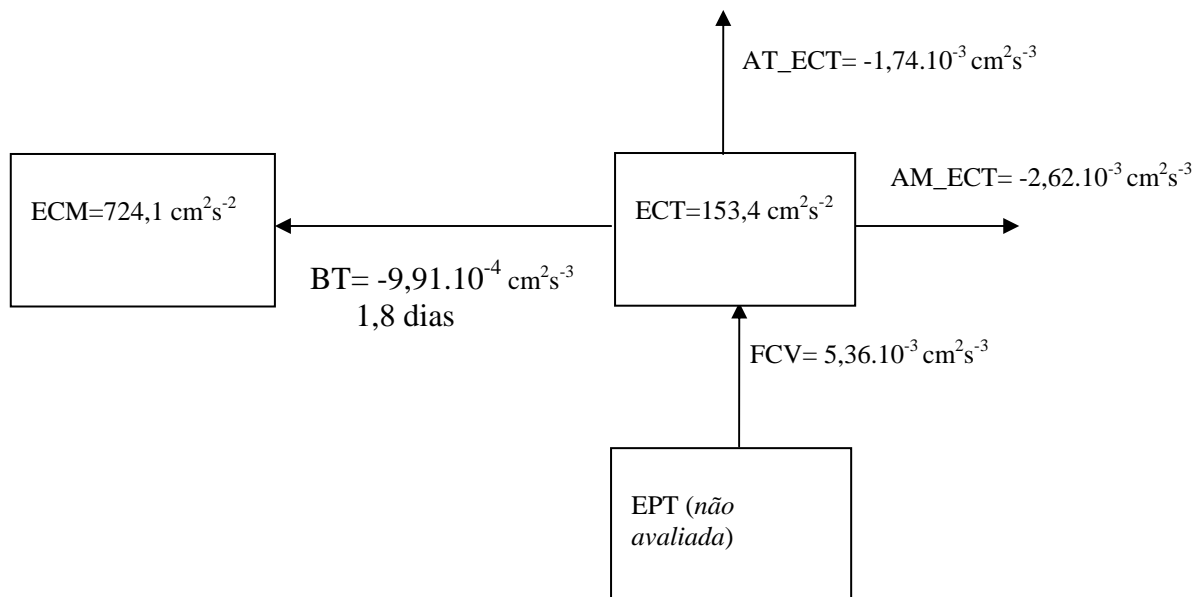 AT_ECT= -1,74.10⁻³ cm²s⁻³
ECM=724,1 cm²s⁻²
ECT=153,4 cm²s⁻²
AM_ECT= -2,62.10⁻³ cm²s⁻³
BT= -9,91.10⁻⁴ cm²s⁻³
1,8 dias
FCV= 5,36.10⁻³ cm²s⁻³
EPT (não
avaliada)